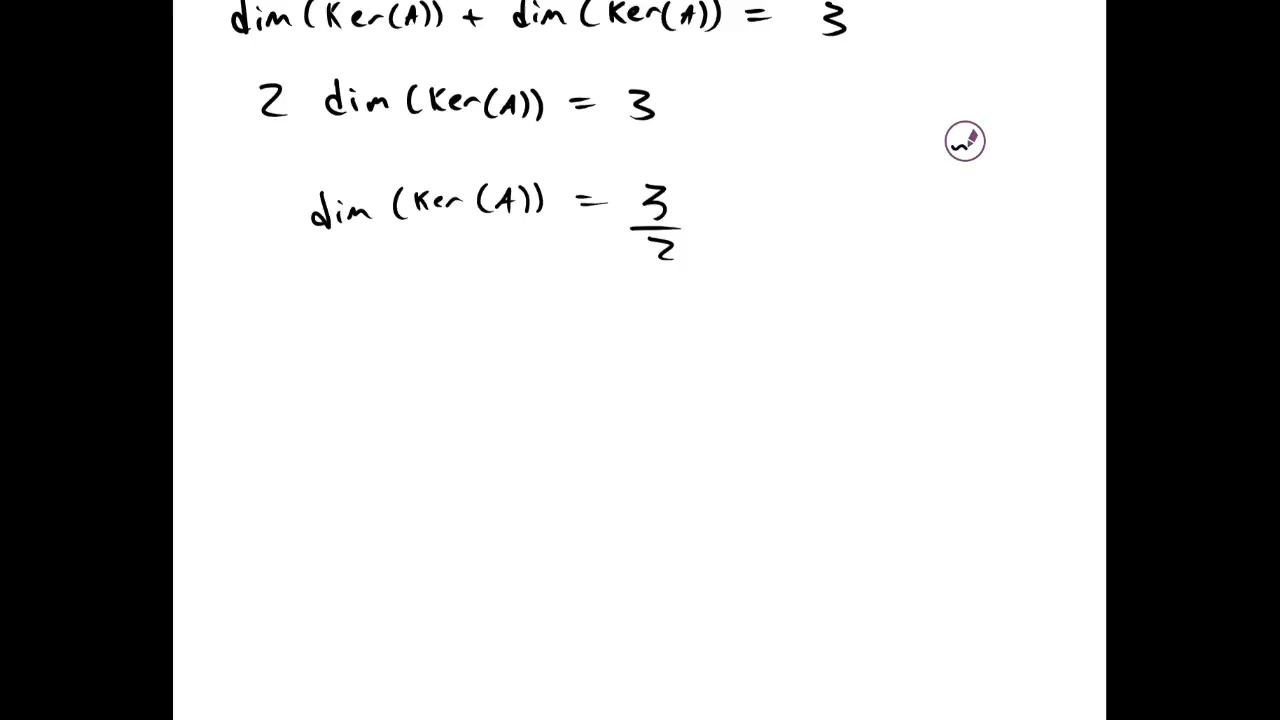 dim(Ker(A)) + dim(Ker(A)) = 3
2 dim(Ker(A)) = 3
dim(Ker(A)) = 3/2